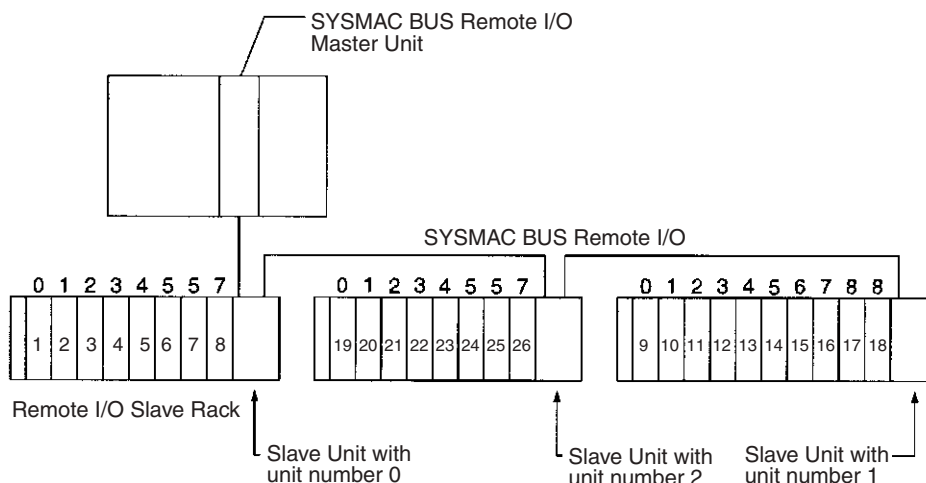 SYSMAC BUS Remote I/O
Master Unit
SYSMAC BUS Remote I/O
0 1 2 3 4 5 5 7
0 1 2 3 4 5 5 7
0 1 2 3 4 5 6 7 8 8
1 2 3 4 5 6 7 8
19 20 21 22 23 24 25 26
9 10 11 12 13 14 15 16 17 18
Remote I/O Slave Rack
Slave Unit with
unit number 0
Slave Unit with
unit number 2
Slave Unit with
unit number 1